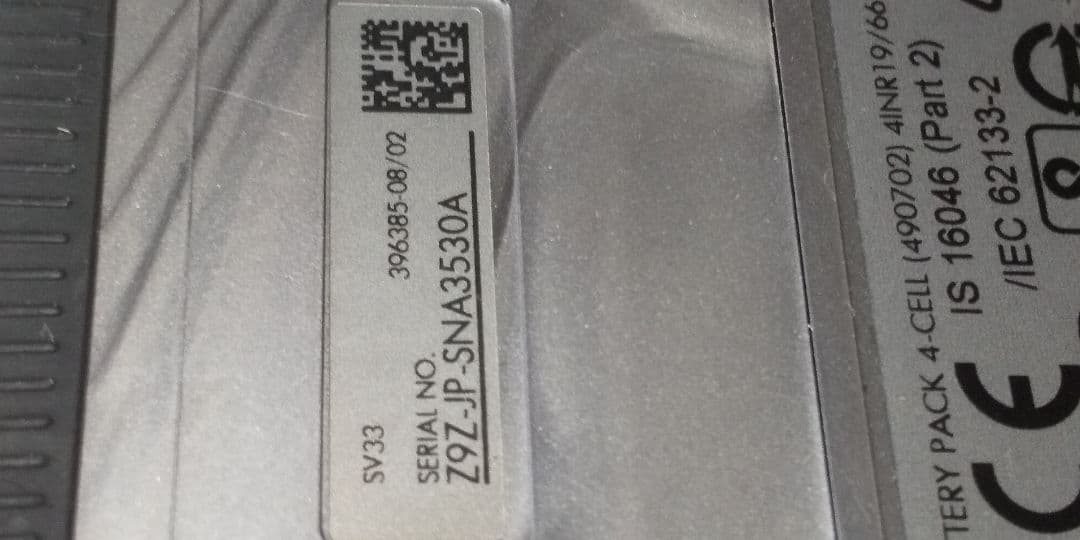 SV33
396385-08/02
SERIAL NO.
Z9Z-JP-SNA3530A
TERY PACK 4-CELL (490702) 4INR19/66
IS 16046 (Part 2)
/IEC 62133-2
CE